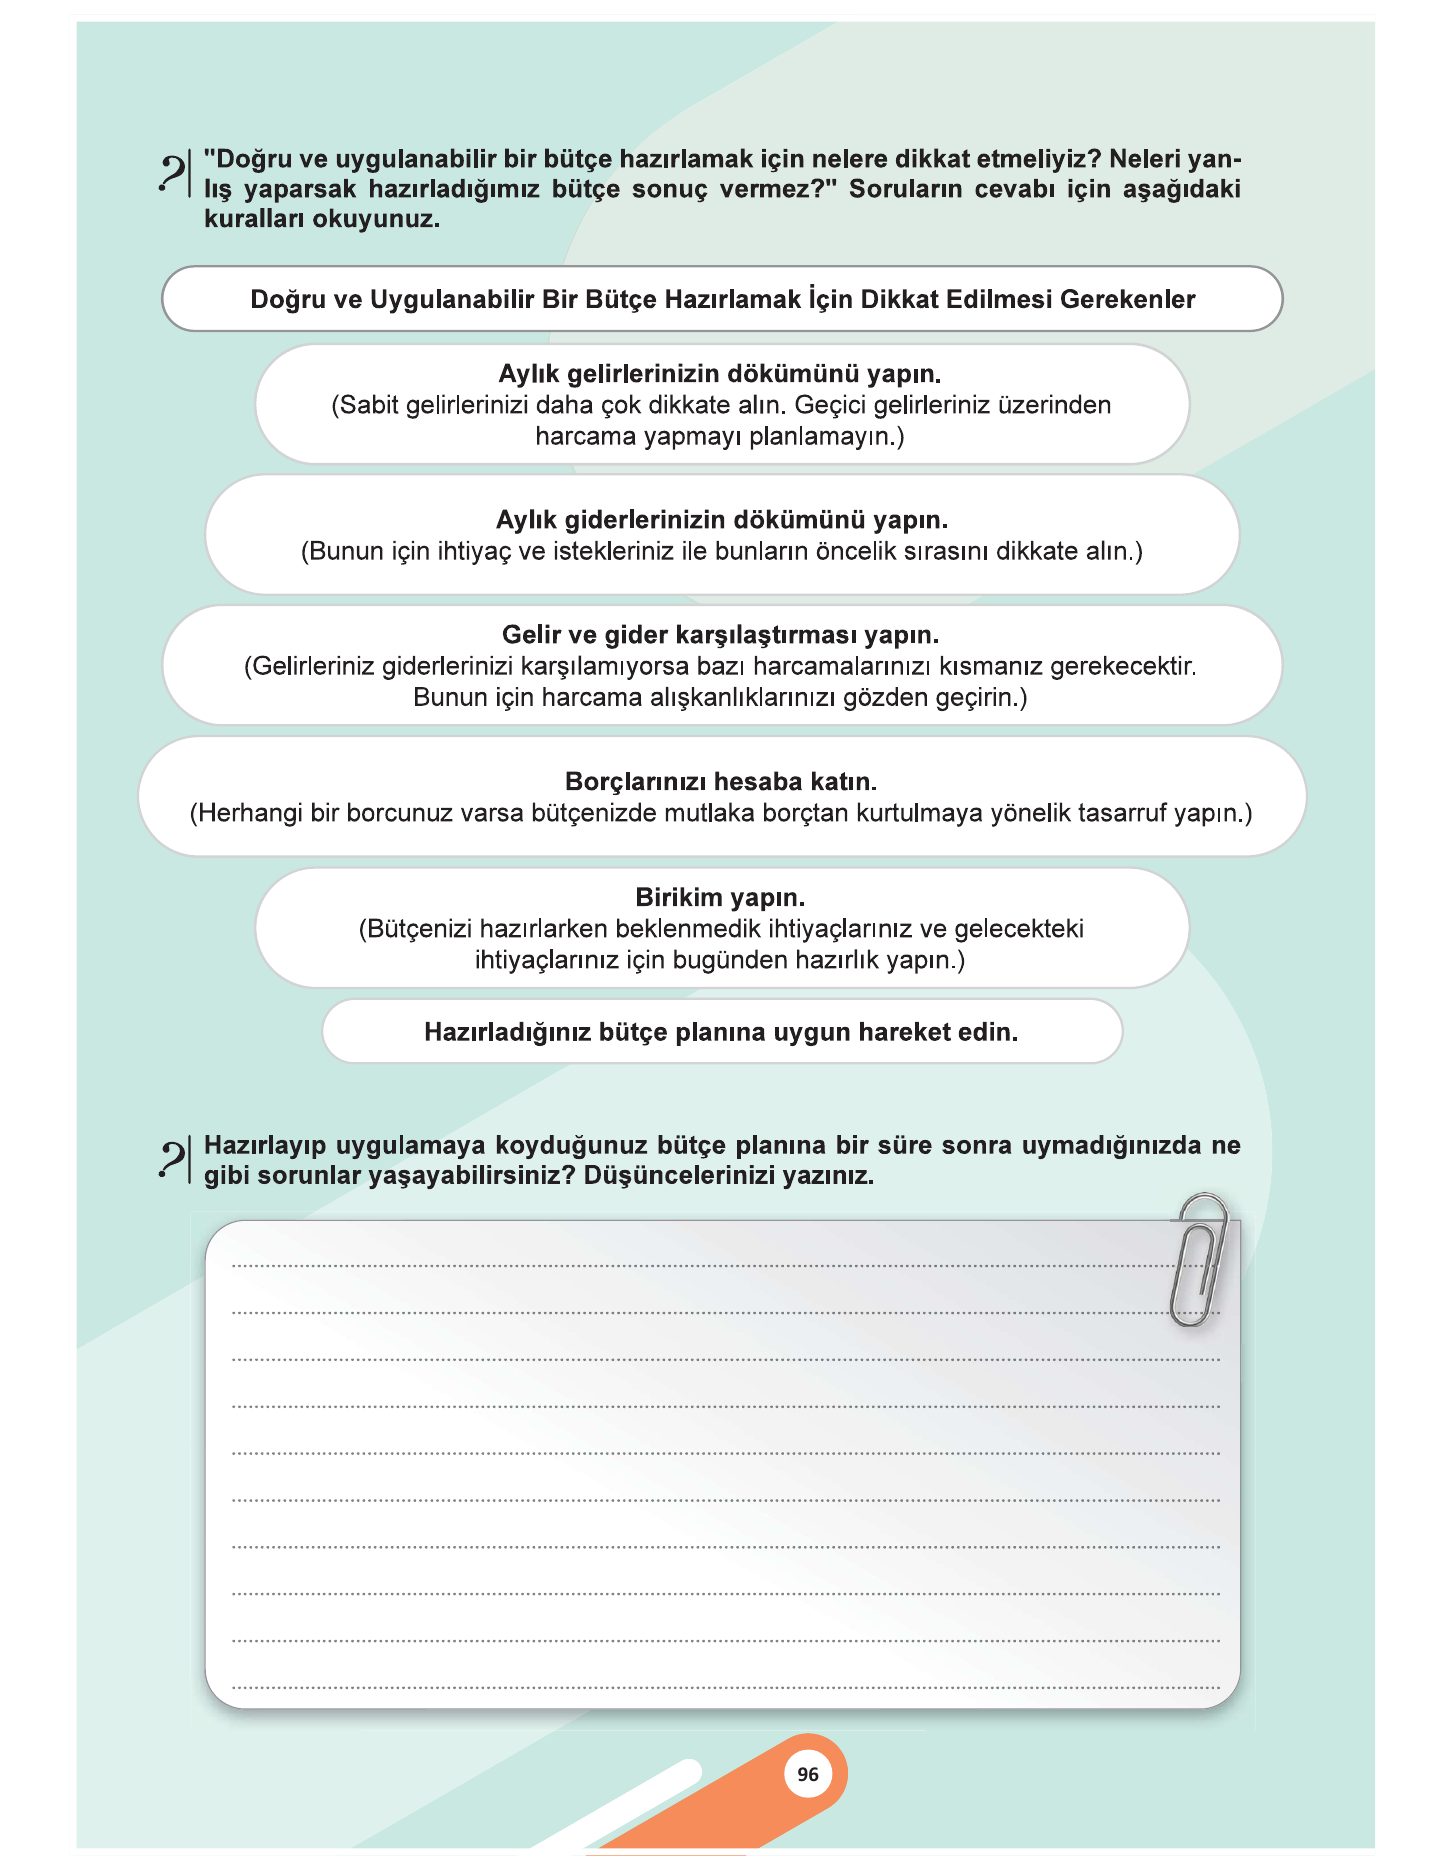 ? "Doğru ve uygulanabilir bir bütçe hazırlamak için nelere dikkat etmeliyiz? Neleri yan-
lış yaparsak hazırladığımız bütçe sonuç vermez?" Soruların cevabı için aşağıdaki
kuralları okuyunuz.
Doğru ve Uygulanabilir Bir Bütçe Hazırlamak İçin Dikkat Edilmesi Gerekenler
Aylık gelirlerinizin dökümünü yapın.
(Sabit gelirlerinizi daha çok dikkate alın. Geçici gelirleriniz üzerinden
harcama yapmayı planlamayın.)
Aylık giderlerinizin dökümünü yapın.
(Bunun için ihtiyaç ve istekleriniz ile bunların öncelik sırasını dikkate alın.)
Gelir ve gider karşılaştırması yapın.
(Gelirleriniz giderlerinizi karşılamıyorsa bazı harcamalarınızı kısmanız gerekecektir.
Bunun için harcama alışkanlıklarınızı gözden geçirin.)
Borçlarınızı hesaba katın.
(Herhangi bir borcunuz varsa bütçenizde mutlaka borçtan kurtulmaya yönelik tasarruf yapın.)
Birikim yapın.
(Bütçenizi hazırlarken beklenmedik ihtiyaçlarınız ve gelecekteki
ihtiyaçlarınız için bugünden hazırlık yapın.)
Hazırladığınız bütçe planına uygun hareket edin.
? Hazırlayıp uygulamaya koyduğunuz bütçe planına bir süre sonra uymadığınızda ne
gibi sorunlar yaşayabilirsiniz? Düşüncelerinizi yazınız.
96